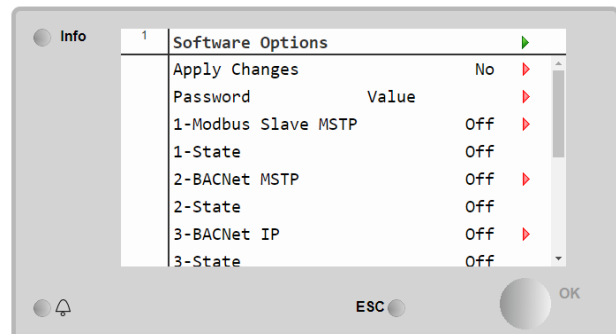 Info
1
Software Options
Apply Changes No
Password Value
1-Modbus Slave MSTP Off
1-State Off
2-BACNet MSTP Off
2-State Off
3-BACNet IP Off
3-State Off
ESC
OK